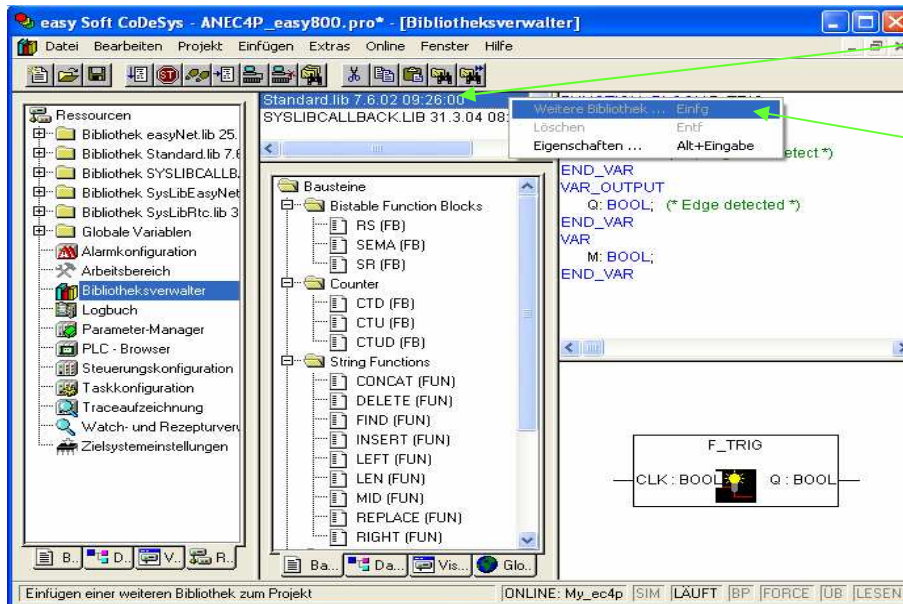 easy Soft CoDeSys - ANEC4P_easy800.pro* - [Bibliotheksverwalter]
Datei Bearbeiten Projekt Einfügen Extras Online Fenster Hilfe
Ressourcen
Bibliothek easyNet.lib 25.
Bibliothek Standard.lib 7.6
Bibliothek SYSLIBCALLB.
Bibliothek SysLibEasyNet
Bibliothek SysLibRtc.lib 3
Globale Variablen
Alarmkonfiguration
Arbeitsbereich
Bibliotheksverwalter
Logbuch
Parameter-Manager
PLC - Browser
Steuerungskonfiguration
Taskkonfiguration
Traceaufzeichnung
Watch- und Rezepturverw
Zielsystemeinstellungen
B.. D.. V.. R..
Standard.lib 7.6.02 09:26:00
SYSLIBCALLBACK.LIB 31.3.04 08:
Weitere Bibliothek ... Einfg
Löschen Entf
Eigenschaften ... Alt+Eingabe
Bausteine
Bistable Function Blocks
RS (FB)
SEMA (FB)
SR (FB)
Counter
CTD (FB)
CTU (FB)
CTUD (FB)
String Functions
CONCAT (FUN)
DELETE (FUN)
FIND (FUN)
INSERT (FUN)
LEFT (FUN)
LEN (FUN)
MID (FUN)
REPLACE (FUN)
RIGHT (FUN)
Ba.. Da... Vis... Glo..
etect *)
END_VAR
VAR_OUTPUT
Q: BOOL; (* Edge detected *)
END_VAR
VAR
M: BOOL;
END_VAR
F_TRIG
CLK : BOOL Q : BOOL
Einfügen einer weiteren Bibliothek zum Projekt
ONLINE: My_ec4p SIM LÄUFT BP FORCE ÜB LESEN